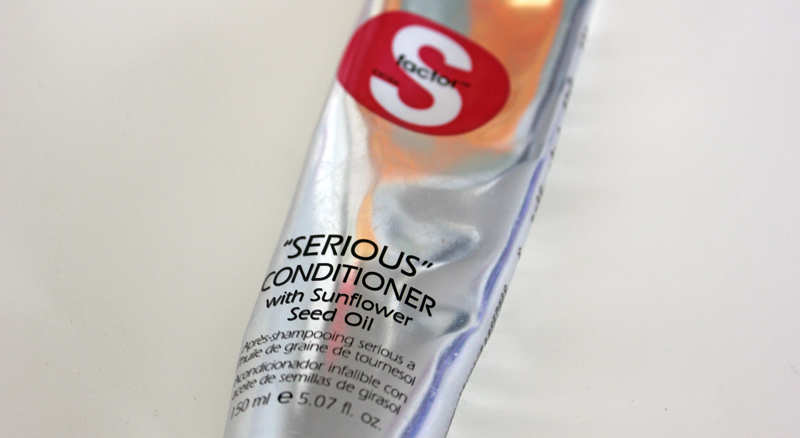 S
factor
"SERIOUS"
CONDITIONER
with Sunflower
Seed Oil
Après-shampooing serious a
l'huile de graine de tournesol
Acondicionador infalible con
aceite de semillas de girasol
150 ml e 5.07 fl. oz.